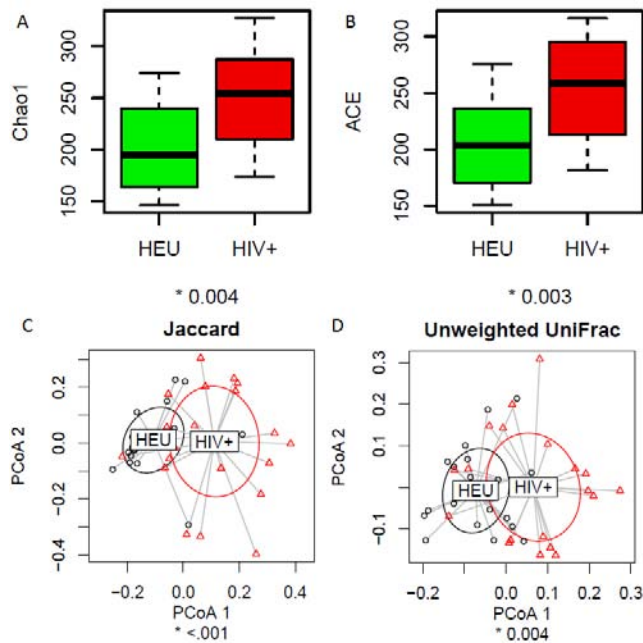 A
B
Chao1
300
250
200
150
HEU
HIV+
* 0.004
ACE
300
250
200
150
HEU
HIV+
* 0.003
C
Jaccard
PCoA 2
0.2
0.0
−0.2
−0.4
HEU
HIV+
−0.2
0.0
0.2
0.4
PCoA 1
* <.001
D
Unweighted UniFrac
PCoA 2
0.3
0.1
−0.1
HEU
HIV+
−0.2
−0.1
0.0
0.1
0.2
0.3
PCoA 1
* 0.004